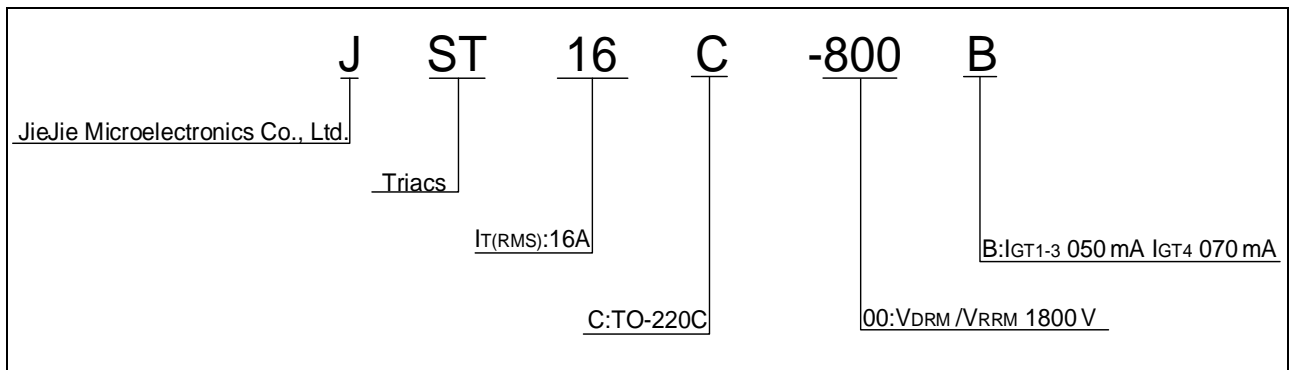 J ST 16 C -800 B
JieJie Microelectronics Co., Ltd.
Triacs
IT(RMS):16A
B:IGT1-3 050 mA IGT4 070 mA
C:TO-220C
00:VDRM /VRRM 1800 V